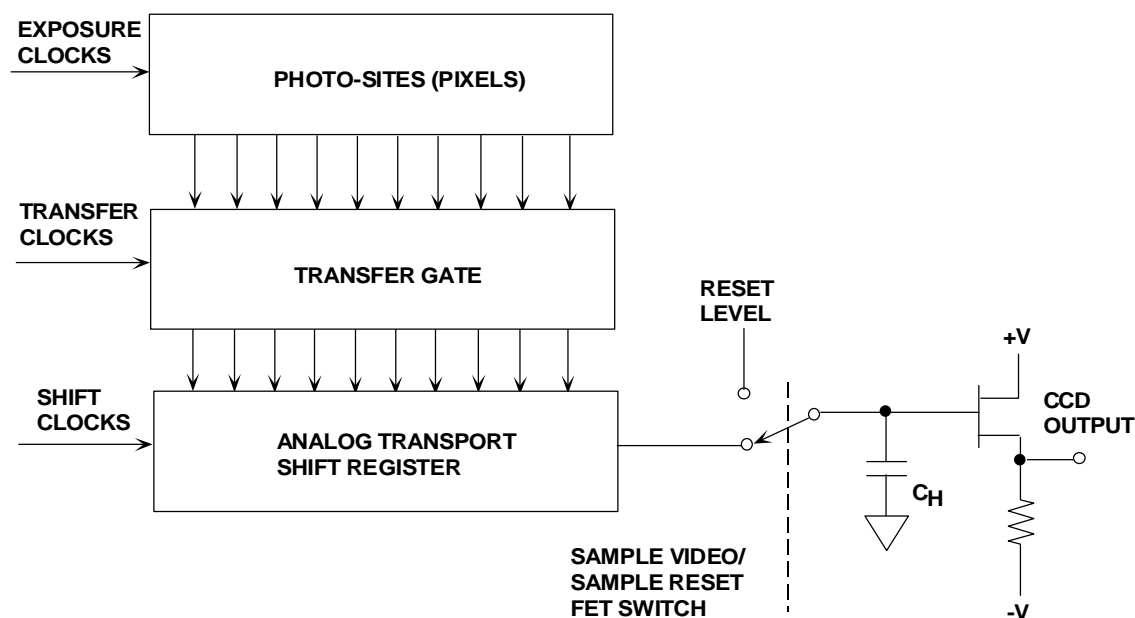 EXPOSURE
CLOCKS
PHOTO-SITES (PIXELS)
TRANSFER
CLOCKS
TRANSFER GATE
RESET
LEVEL
+V
SHIFT
CLOCKS
ANALOG TRANSPORT
SHIFT REGISTER
CCD
OUTPUT
CH
SAMPLE VIDEO/
SAMPLE RESET
FET SWITCH
-V